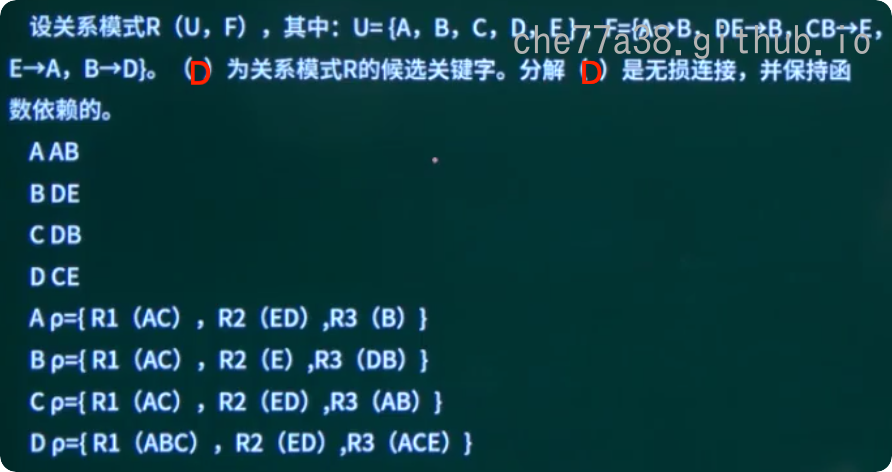 设关系模式R（U，F），其中：U={A，B，C，D，E }，F={A→B，DE→B，CB→E，
che77a38.github.io
E→A，B→D}。（D）为关系模式R的候选关键字。分解（D）是无损连接，并保持函
数依赖的。
A AB
B DE
C DB
D CE
A ρ={ R1（AC），R2（ED）,R3（B）}
B ρ={ R1（AC），R2（E）,R3（DB）}
C ρ={ R1（AC），R2（ED）,R3（AB）}
D ρ={ R1（ABC），R2（ED）,R3（ACE）}